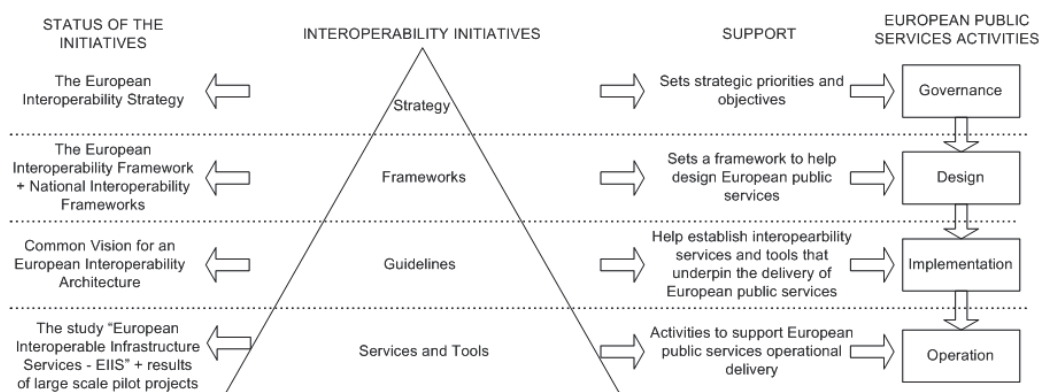 STATUS OF THE
INITIATIVES
INTEROPERABILITY INITIATIVES
SUPPORT
EUROPEAN PUBLIC
SERVICES ACTIVITIES
The European
Interoperability Strategy
Strategy
Sets strategic priorities and
objectives
Governance
The European
Interoperability Framework
+ National Interoperability
Frameworks
Frameworks
Sets a framework to help
design European public
services
Design
Common Vision for an
European Interoperability
Architecture
Guidelines
Help establish interopearbility
services and tools that
underpin the delivery of
European public services
Implementation
The study “European
Interoperable Infrastructure
Services - EIIS” + results
of large scale pilot projects
Services and Tools
Activities to support European
public services operational
delivery
Operation